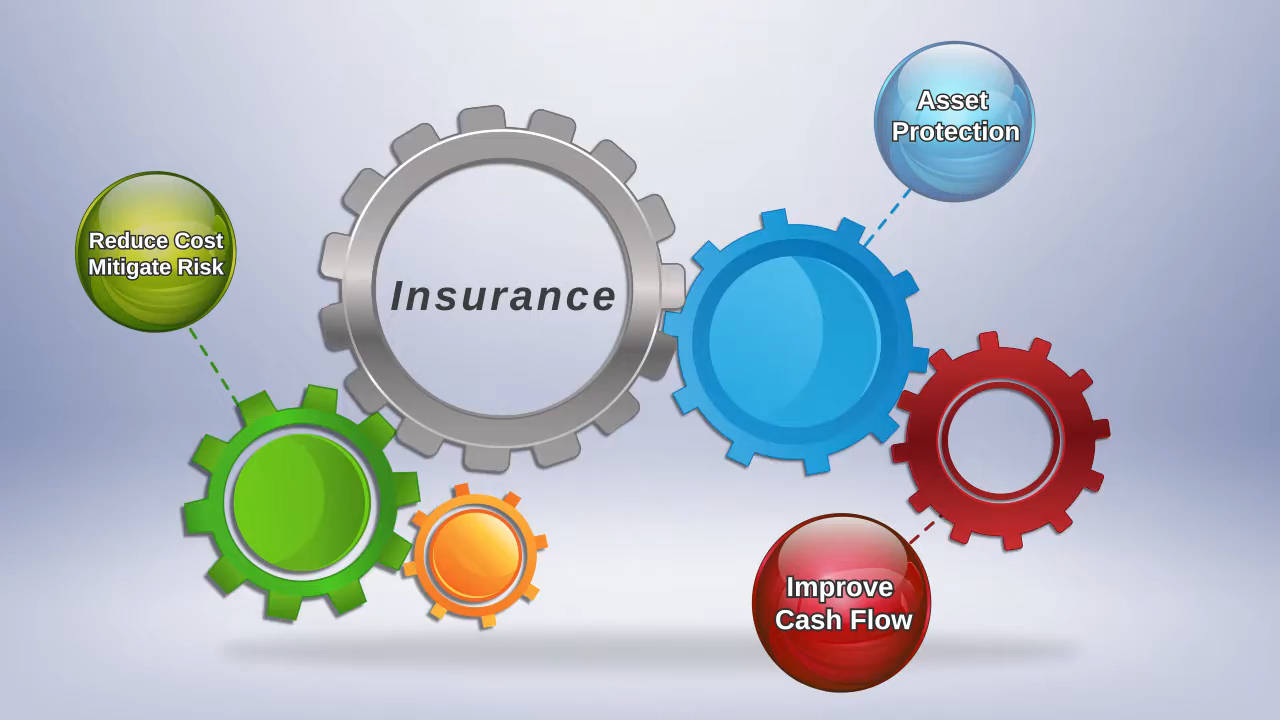 Asset
Protection
Reduce Cost
Mitigate Risk
Insurance
Improve
Cash Flow